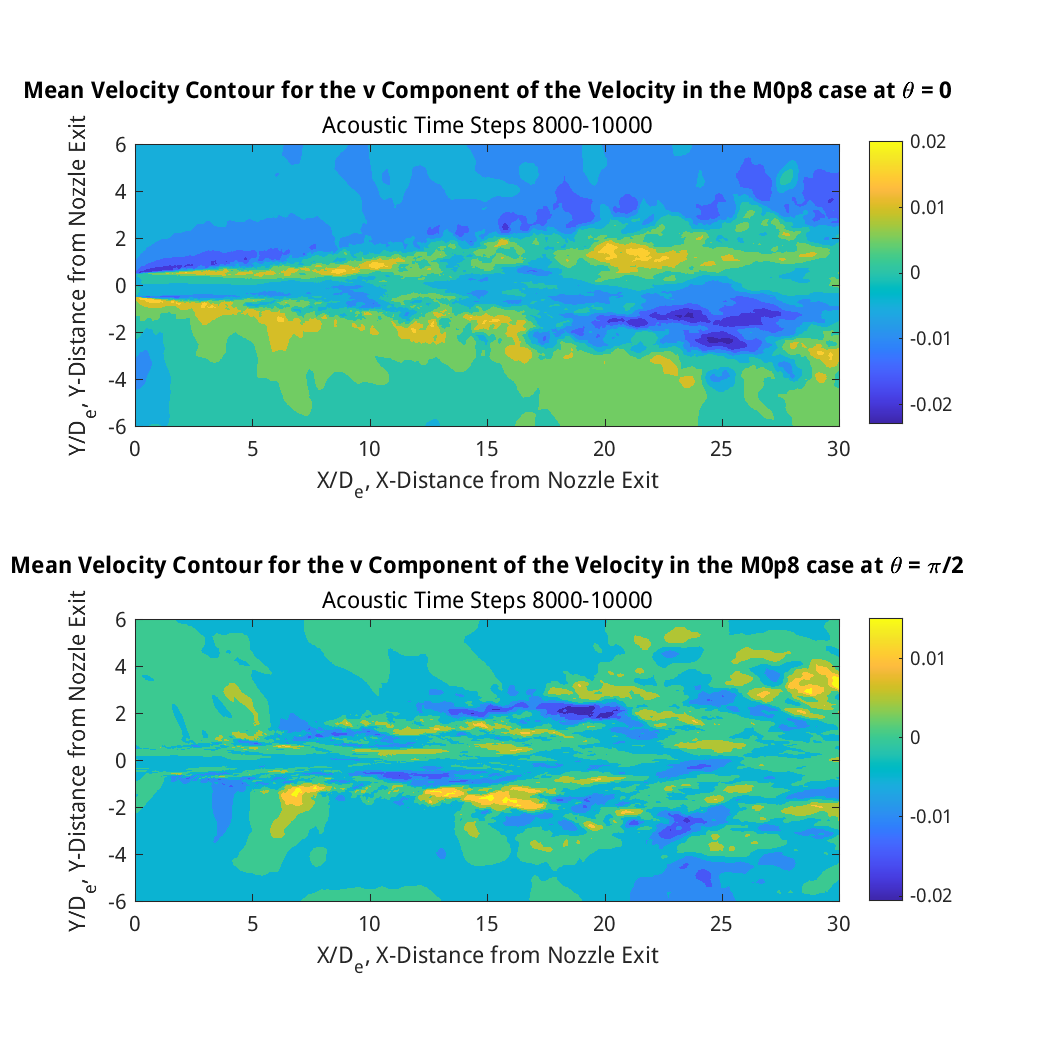 Mean Velocity Contour for the v Component of the Velocity in the M0p8 case at θ = 0
Acoustic Time Steps 8000-10000
Y/De, Y-Distance from Nozzle Exit
6
4
2
0
-2
-4
-6
0 5 10 15 20 25 30
X/De, X-Distance from Nozzle Exit
0.02
0.01
0
-0.01
-0.02
Mean Velocity Contour for the v Component of the Velocity in the M0p8 case at θ = π/2
Acoustic Time Steps 8000-10000
Y/De, Y-Distance from Nozzle Exit
6
4
2
0
-2
-4
-6
0 5 10 15 20 25 30
X/De, X-Distance from Nozzle Exit
0.01
0
-0.01
-0.02